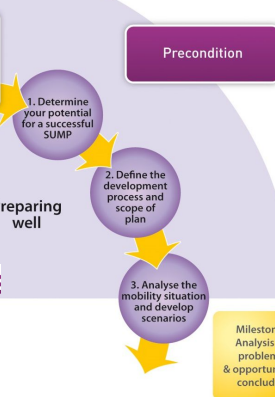 Precondition
1. Determine
your potential
for a successful
SUMP
2. Define the
development
process and
scope of
plan
well
3. Analyse the
mobility situation
and develop
scenarios
Analysis
& opportun
conclud